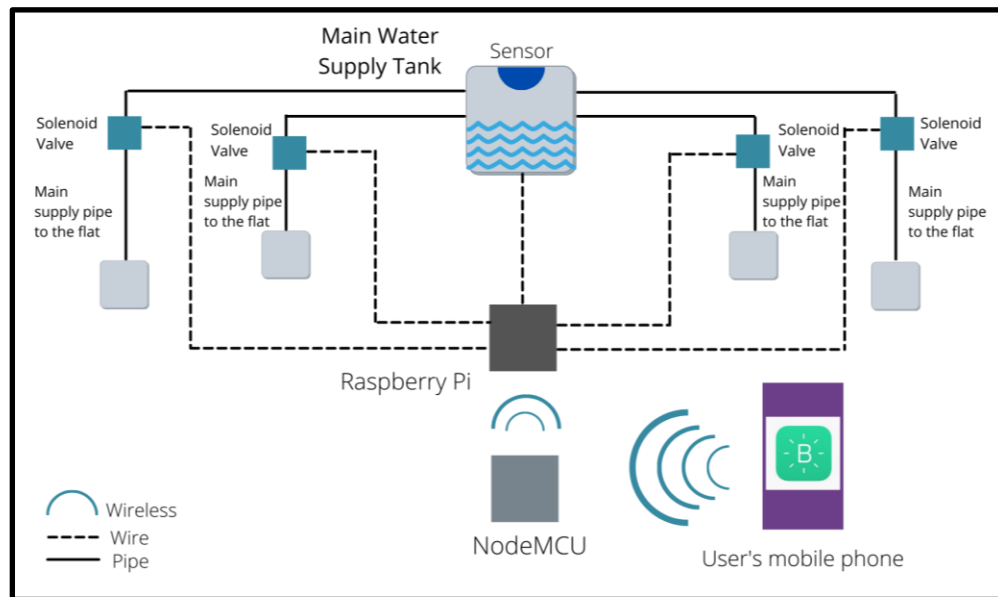 Main Water
Supply Tank
Sensor
Solenoid
Valve
Solenoid
Valve
Solenoid
Valve
Solenoid
Valve
Main
supply pipe
to the flat
Main
supply pipe
to the flat
Main
supply pipe
to the flat
Main
supply pipe
to the flat
Raspberry Pi
B
Wireless
Wire
Pipe
NodeMCU
User's mobile phone